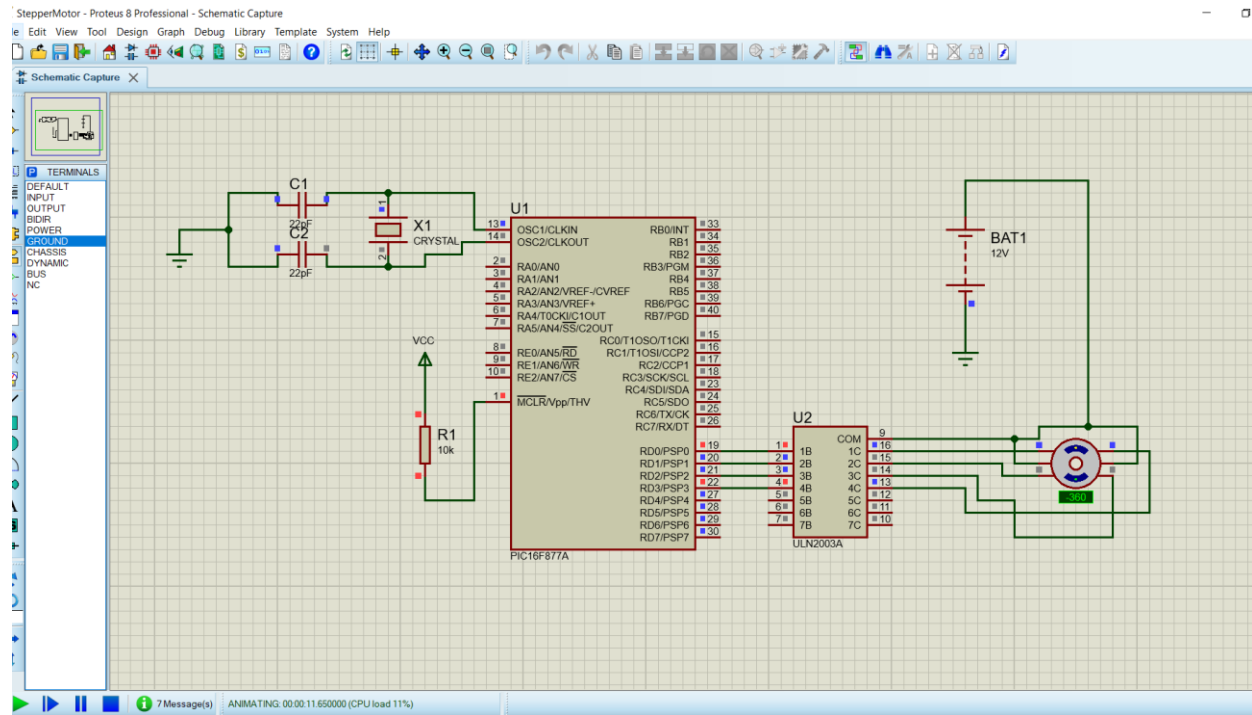 StepperMotor - Proteus 8 Professional - Schematic Capture
Edit View Tool Design Graph Debug Library Template System Help
Schematic Capture
P TERMINALS
DEFAULT
INPUT
OUTPUT
BIDIR
POWER
GROUND
CHASSIS
DYNAMIC
BUS
NC
C1
22pF
C2
22pF
X1
CRYSTAL
1
2
VCC
R1
10k
U1
13 OSC1/CLKIN
14 OSC2/CLKOUT
2 RA0/AN0
3 RA1/AN1
4 RA2/AN2/VREF-/CVREF
5 RA3/AN3/VREF+
6 RA4/T0CKI/C1OUT
7 RA5/AN4/SS/C2OUT
8 RE0/AN5/RD
9 RE1/AN6/WR
10 RE2/AN7/CS
1 MCLR/Vpp/THV
RB0/INT 33
RB1 34
RB2 35
RB3/PGM 36
RB4 37
RB5 38
RB6/PGC 39
RB7/PGD 40
RC0/T1OSO/T1CKI 15
RC1/T1OSI/CCP2 16
RC2/CCP1 17
RC3/SCK/SCL 18
RC4/SDI/SDA 23
RC5/SDO 24
RC6/TX/CK 25
RC7/RX/DT 26
RD0/PSP0 19
RD1/PSP1 20
RD2/PSP2 21
RD3/PSP3 22
RD4/PSP4 27
RD5/PSP5 28
RD6/PSP6 29
RD7/PSP7 30
PIC16F877A
U2
COM 9
1 1B 1C 16
2 2B 2C 15
3 3B 3C 14
4 4B 4C 13
5 5B 5C 12
6 6B 6C 11
7 7B 7C 10
ULN2003A
BAT1
12V
-360
7 Message(s)
ANIMATING: 00:00:11.650000 (CPU load 11%)